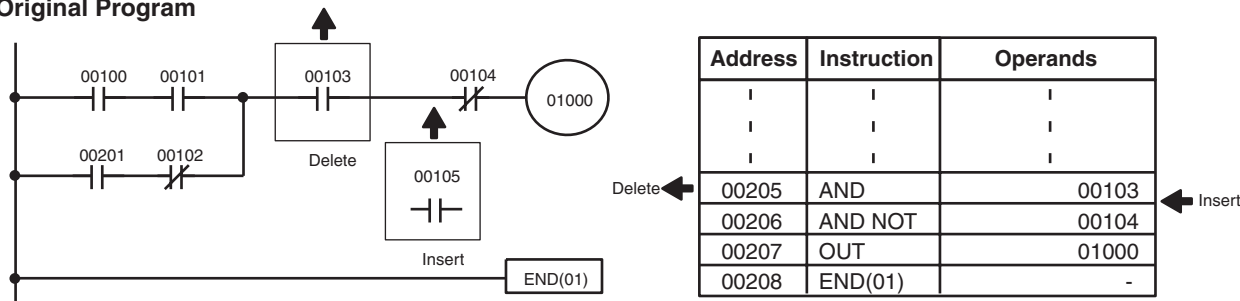 Original Program
00100 00101 00103 00104
01000
00201 00102
Delete
00105
Insert
END(01)
Address Instruction Operands
Delete
00205 AND 00103
Insert
00206 AND NOT 00104
00207 OUT 01000
00208 END(01) -